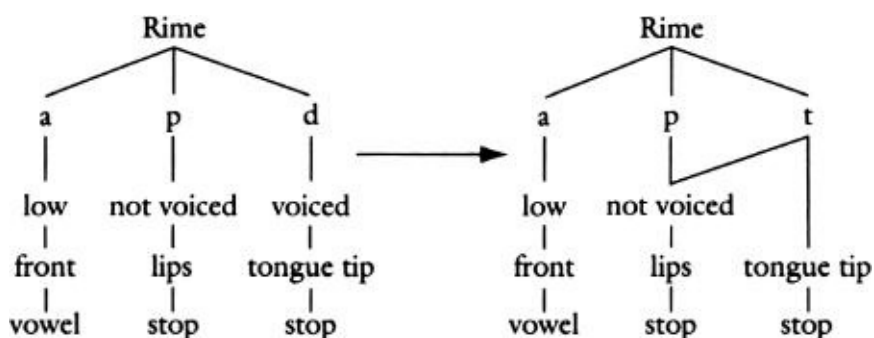 Rime Rime
a p d a p t
low not voiced voiced low not voiced
front lips tongue tip front lips tongue tip
vowel stop stop vowel stop stop